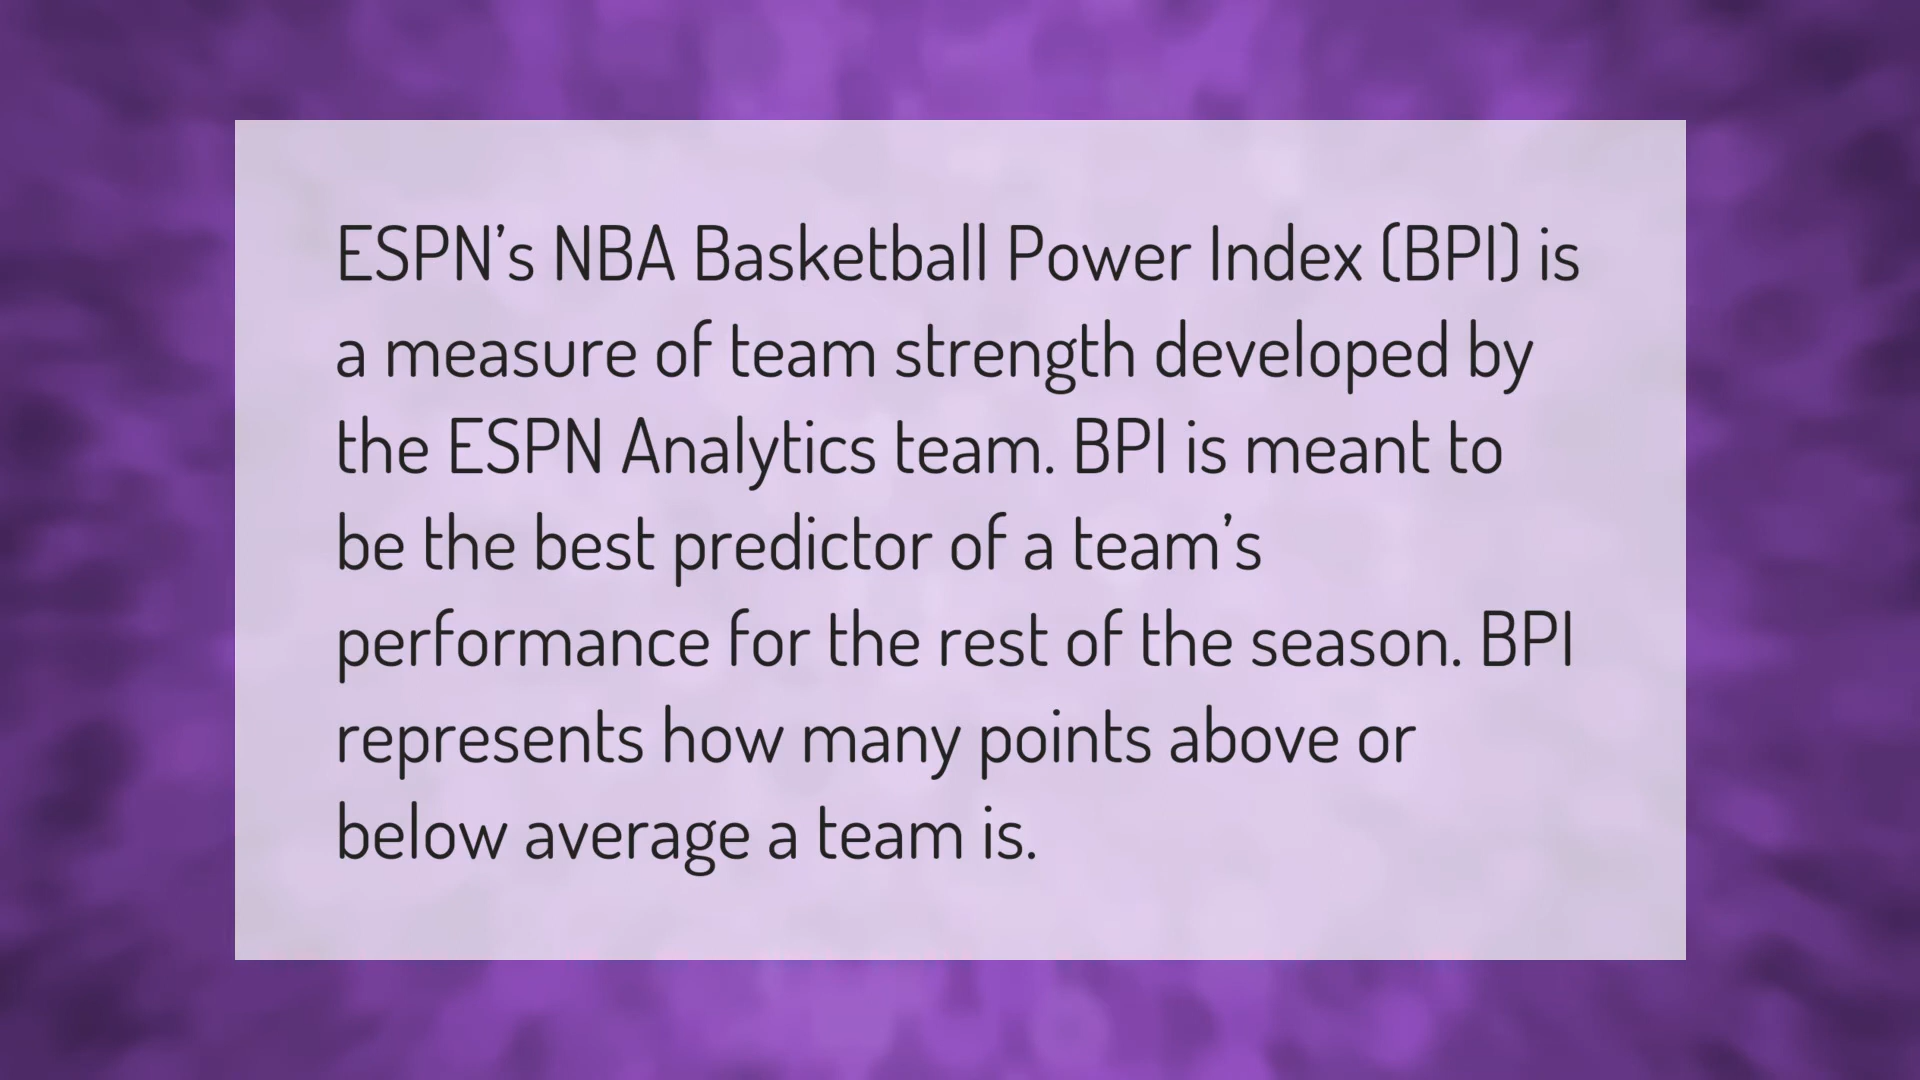 ESPN’s NBA Basketball Power Index (BPI) is
a measure of team strength developed by
the ESPN Analytics team. BPI is meant to
be the best predictor of a team’s
performance for the rest of the season. BPI
represents how many points above or
below average a team is.